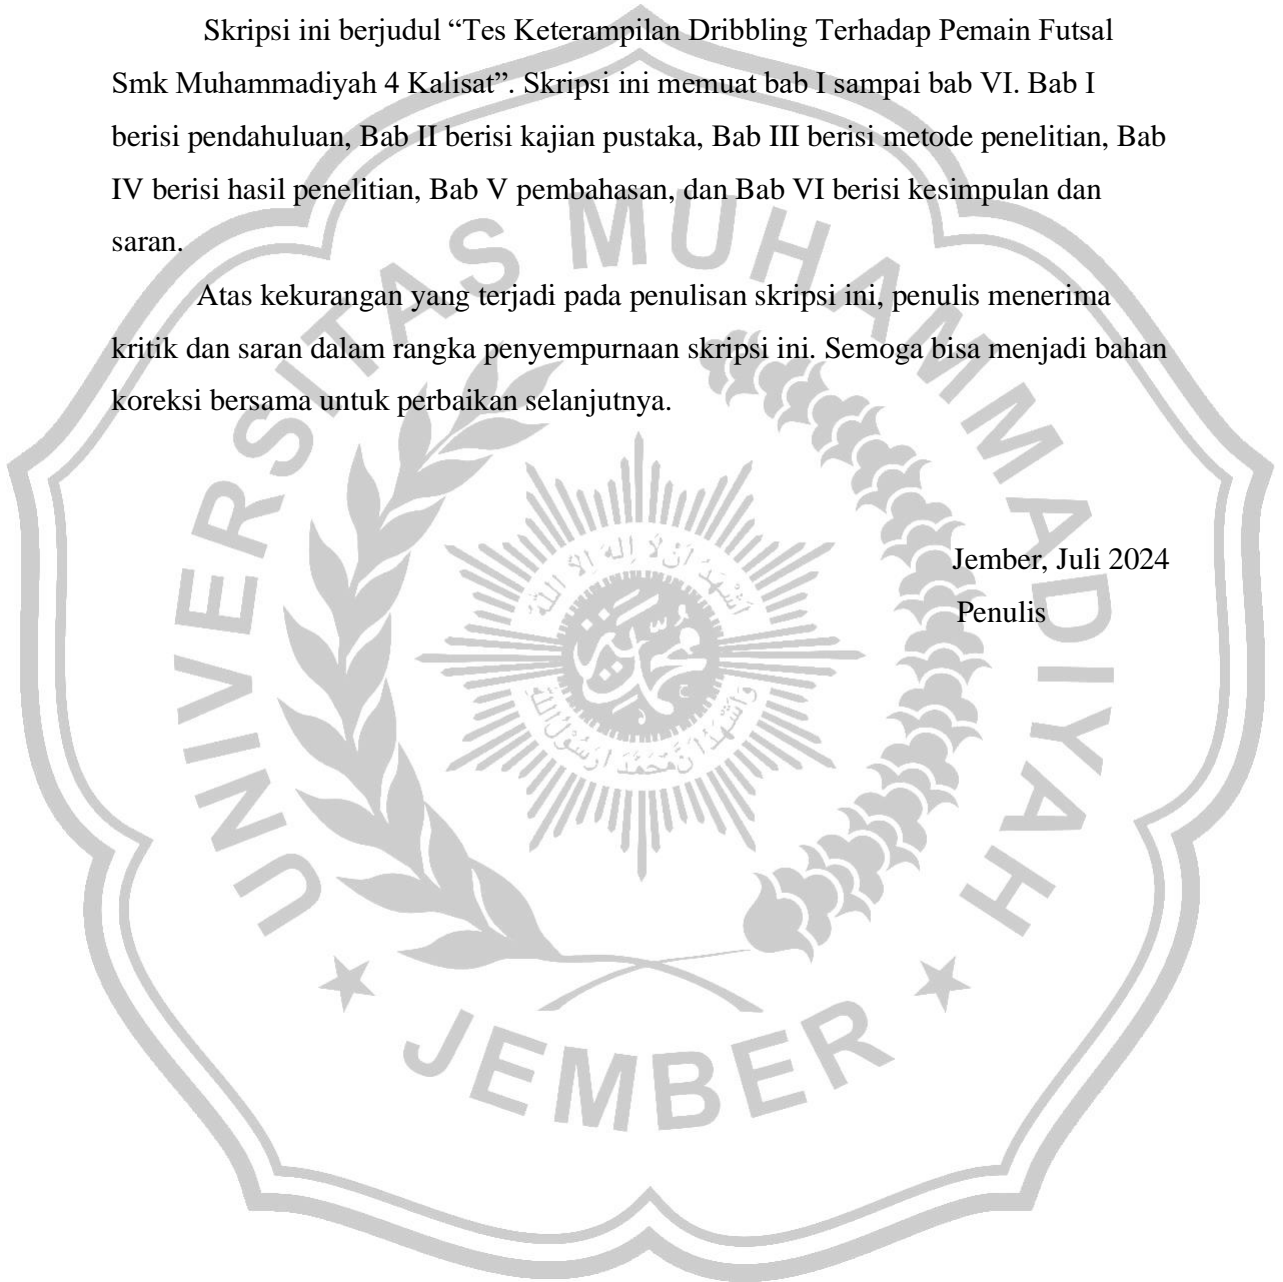 Skripsi ini berjudul “Tes Keterampilan Dribbling Terhadap Pemain Futsal
Smk Muhammadiyah 4 Kalisat”. Skripsi ini memuat bab I sampai bab VI. Bab I
berisi pendahuluan, Bab II berisi kajian pustaka, Bab III berisi metode penelitian, Bab
IV berisi hasil penelitian, Bab V pembahasan, dan Bab VI berisi kesimpulan dan
saran.
Atas kekurangan yang terjadi pada penulisan skripsi ini, penulis menerima
kritik dan saran dalam rangka penyempurnaan skripsi ini. Semoga bisa menjadi bahan
koreksi bersama untuk perbaikan selanjutnya.
Jember, Juli 2024
Penulis
UNIVERSITAS MUHAMMADIYAH
JEMBER